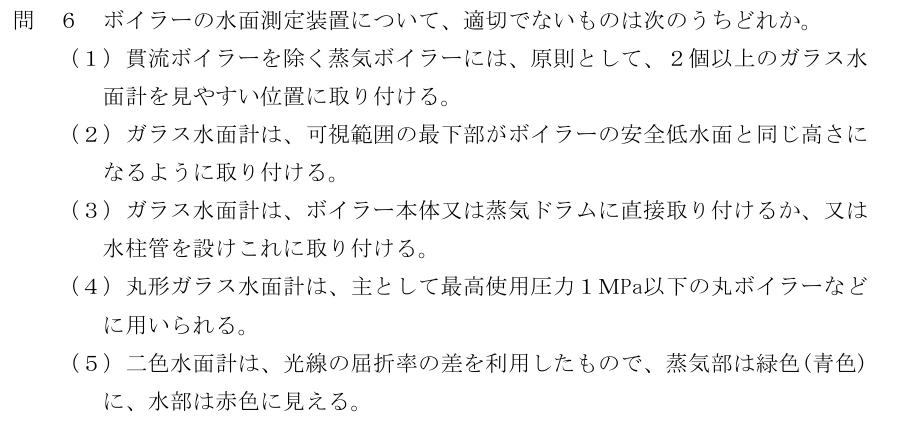 問　６　ボイラーの水面測定装置について、適切でないものは次のうちどれか。
（１）貫流ボイラーを除く蒸気ボイラーには、原則として、２個以上のガラス水
面計を見やすい位置に取り付ける。
（２）ガラス水面計は、可視範囲の最下部がボイラーの安全低水面と同じ高さに
なるように取り付ける。
（３）ガラス水面計は、ボイラー本体又は蒸気ドラムに直接取り付けるか、又は
水柱管を設けこれに取り付ける。
（４）丸形ガラス水面計は、主として最高使用圧力１MPa以下の丸ボイラーなど
に用いられる。
（５）二色水面計は、光線の屈折率の差を利用したもので、蒸気部は緑色(青色)
に、水部は赤色に見える。